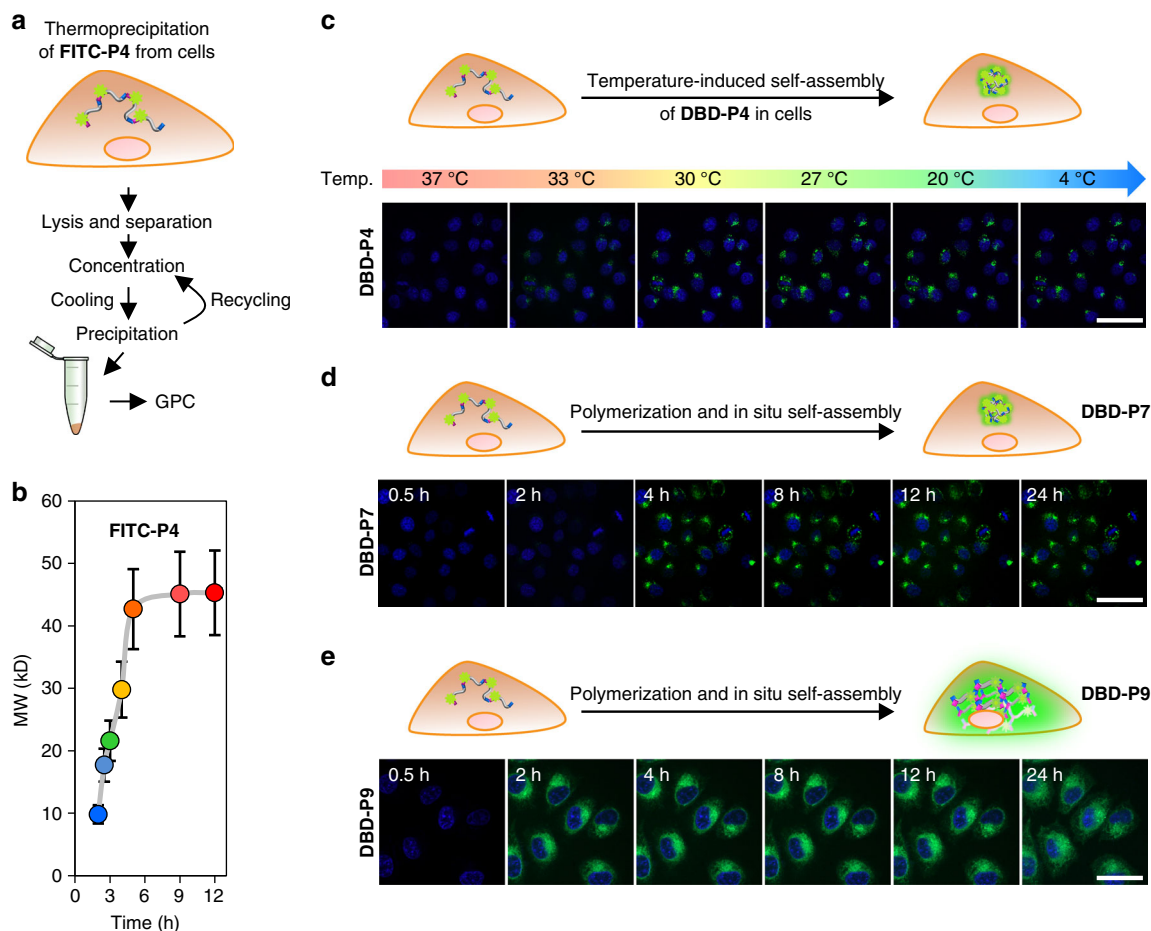 a
Thermoprecipitation
of FITC-P4 from cells
Lysis and separation
Concentration
Cooling
Recycling
Precipitation
GPC
b
60
50
40
30
20
10
0
MW (kD)
FITC-P4
0 3 6 9 12
Time (h)
c
Temperature-induced self-assembly
of DBD-P4 in cells
Temp. 37 °C 33 °C 30 °C 27 °C 20 °C 4 °C
DBD-P4
d
Polymerization and in situ self-assembly
DBD-P7
DBD-P7
0.5 h 2 h 4 h 8 h 12 h 24 h
e
Polymerization and in situ self-assembly
DBD-P9
DBD-P9
0.5 h 2 h 4 h 8 h 12 h 24 h